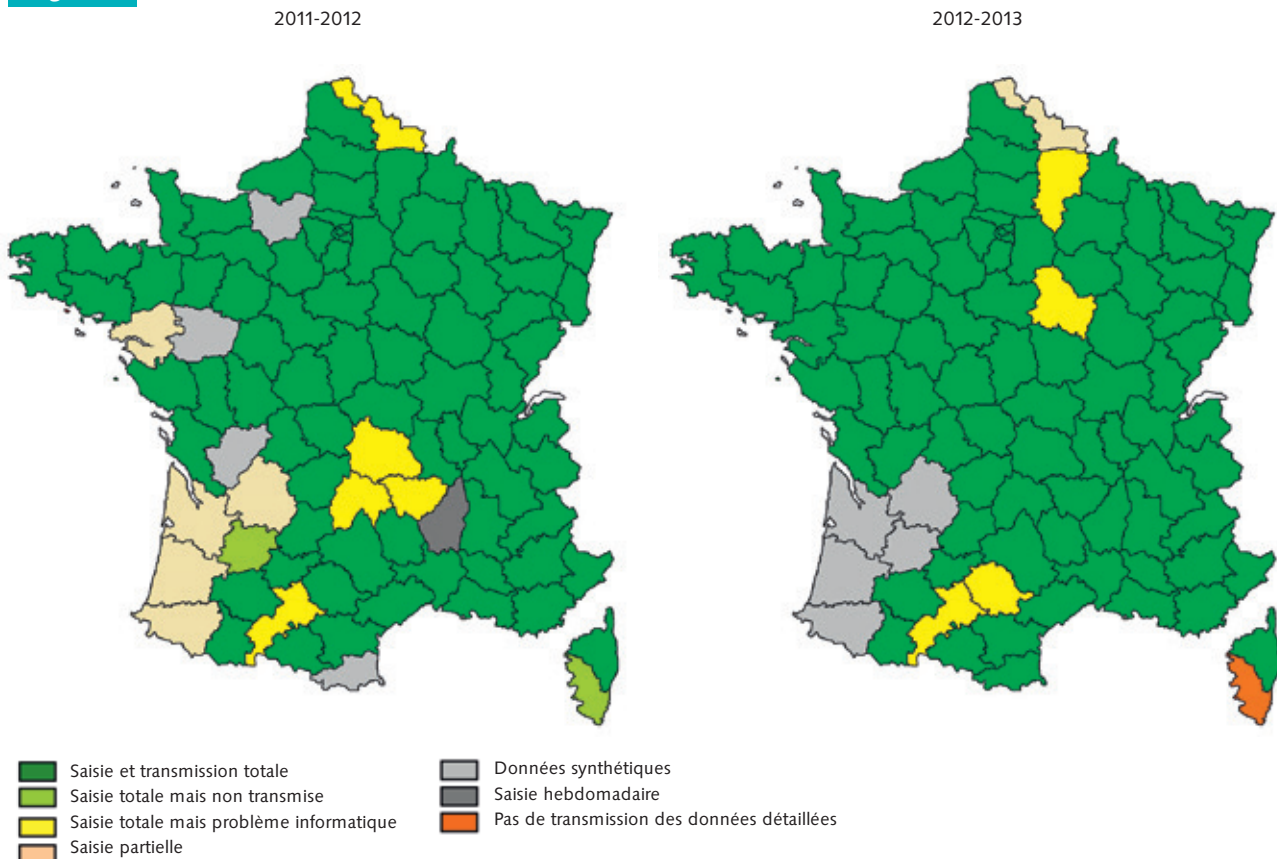 2011-2012
2012-2013
Saisie et transmission totale
Saisie totale mais non transmise
Saisie totale mais problème informatique
Saisie partielle
Données synthétiques
Saisie hebdomadaire
Pas de transmission des données détaillées